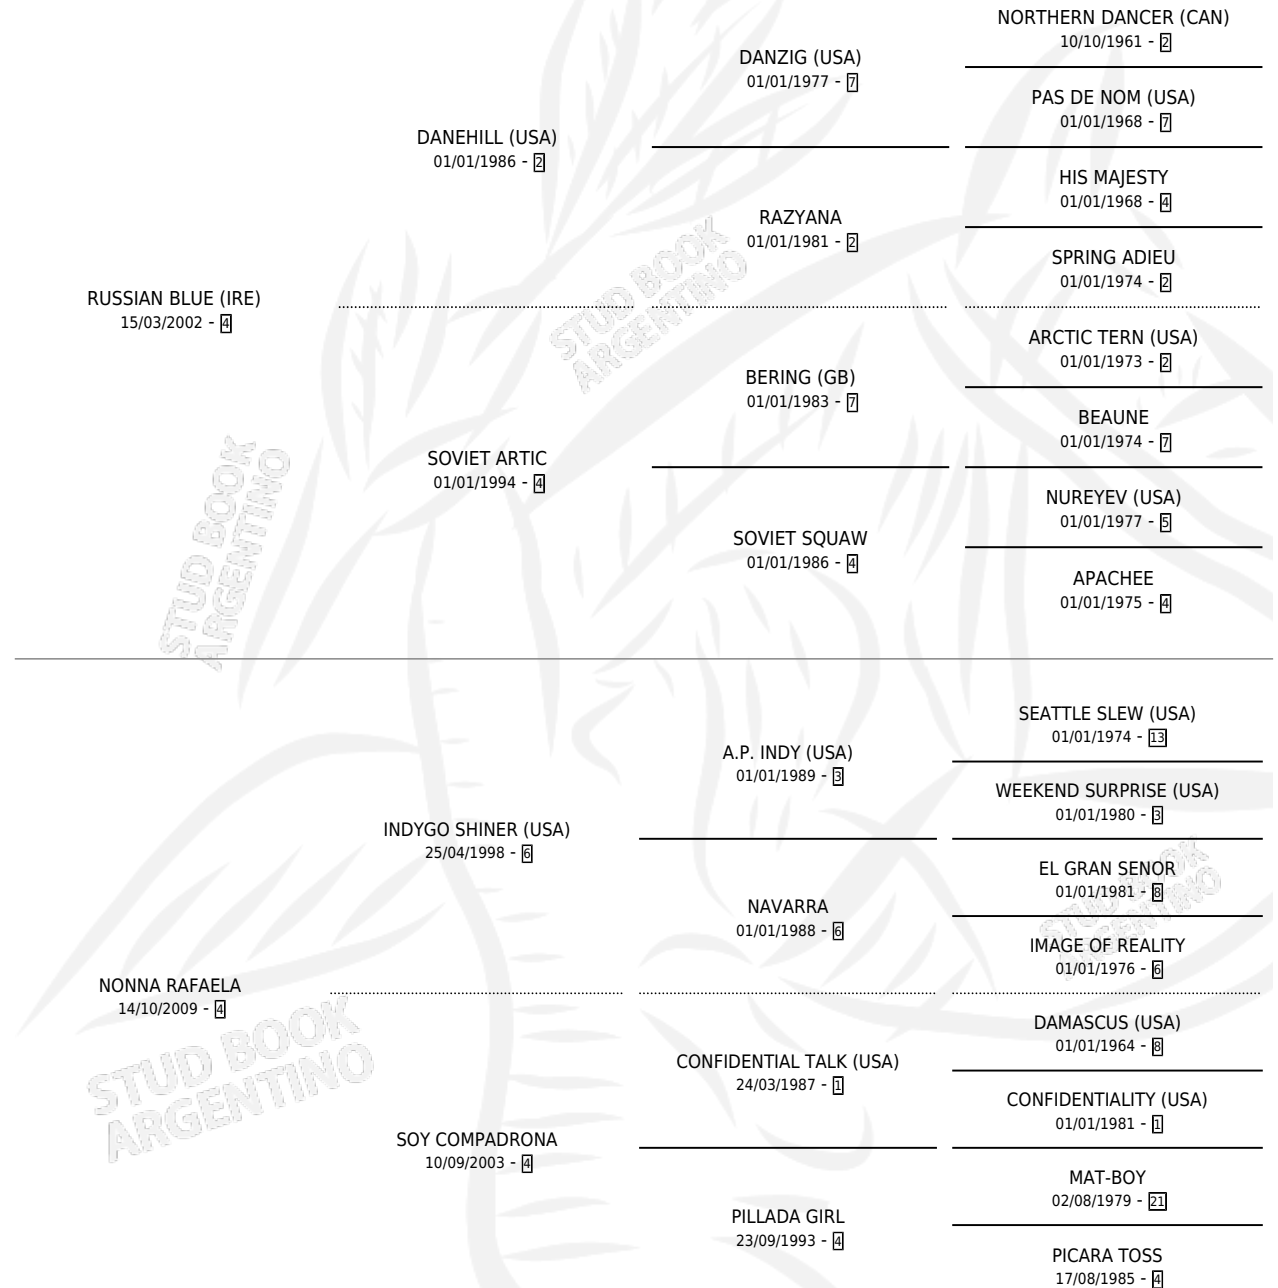 NORTHERN DANCER (CAN)
10/10/1961 - 2
DANZIG (USA)
01/01/1977 - 7
PAS DE NOM (USA)
01/01/1968 - 7
DANEHILL (USA)
01/01/1986 - 2
HIS MAJESTY
01/01/1968 - 4
RAZYANA
01/01/1981 - 2
SPRING ADIEU
01/01/1974 - 2
RUSSIAN BLUE (IRE)
15/03/2002 - 4
ARCTIC TERN (USA)
01/01/1973 - 2
BERING (GB)
01/01/1983 - 7
BEAUNE
01/01/1974 - 7
SOVIET ARTIC
01/01/1994 - 4
NUREYEV (USA)
01/01/1977 - 5
SOVIET SQUAW
01/01/1986 - 4
APACHEE
01/01/1975 - 4
SEATTLE SLEW (USA)
01/01/1974 - 13
A.P. INDY (USA)
01/01/1989 - 3
WEEKEND SURPRISE (USA)
01/01/1980 - 3
INDYGO SHINER (USA)
25/04/1998 - 6
EL GRAN SENOR
01/01/1981 - 8
NAVARRA
01/01/1988 - 6
IMAGE OF REALITY
01/01/1976 - 6
NONNA RAFAELA
14/10/2009 - 4
DAMASCUS (USA)
01/01/1964 - 8
CONFIDENTIAL TALK (USA)
24/03/1987 - 1
CONFIDENTIALITY (USA)
01/01/1981 - 1
SOY COMPADRONA
10/09/2003 - 4
MAT-BOY
02/08/1979 - 21
PILLADA GIRL
23/09/1993 - 4
PICARA TOSS
17/08/1985 - 4
STUD BOOK
ARGENTINO
STUD BOOK
ARGENTINO
STUD BOOK
ARGENTINO
STUD BOOK
ARGENTINO